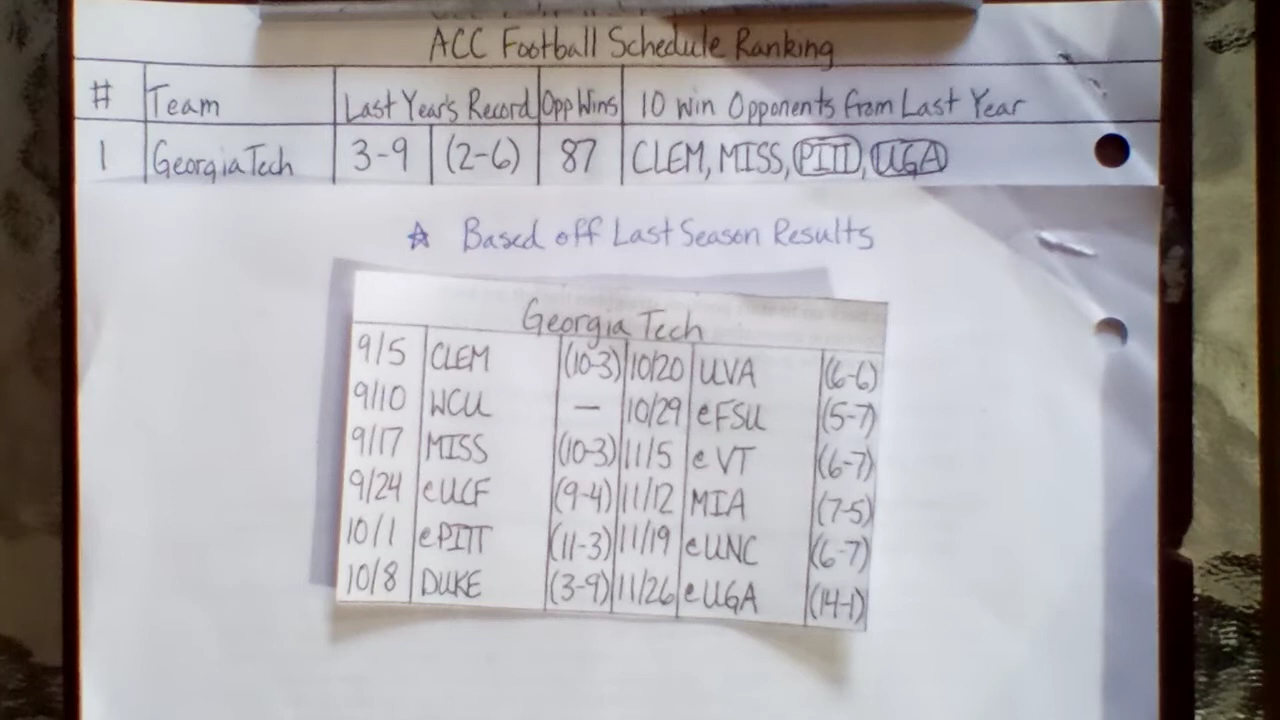 ACC Football Schedule Ranking
# Team Last Year's Record Opp Wins 10 Win Opponents from Last Year
1 Georgia Tech 3-9 (2-6) 87 CLEM, MISS, PITT, UGA
☆ Based off Last Season Results
Georgia Tech
9/5 CLEM (10-3) 10/20 UVA (6-6)
9/10 WCU — 10/29 @FSU (5-7)
9/17 MISS (10-3) 11/5 @VT (6-7)
9/24 @UCF (9-4) 11/12 MIA (7-5)
10/1 @PITT (11-3) 11/19 @UNC (6-7)
10/8 DUKE (3-9) 11/26 @UGA (14-1)